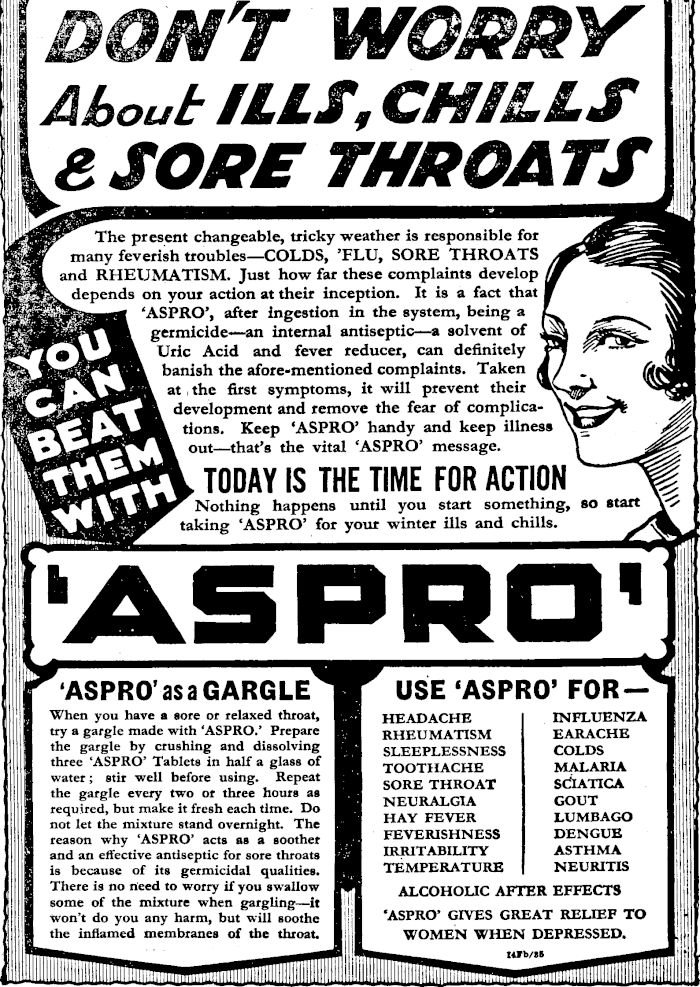 DON'T WORRY
About ILLS, CHILLS
& SORE THROATS
The present changeable, tricky weather is responsible for
many feverish troubles—COLDS, 'FLU, SORE THROATS
and RHEUMATISM. Just how far these complaints develop
depends on your action at their inception. It is a fact that
'ASPRO', after ingestion in the system, being a
germicide—an internal antiseptic—a solvent of
Uric Acid and fever reducer, can definitely
banish the afore-mentioned complaints. Taken
at the first symptoms, it will prevent their
development and remove the fear of complica-
tions. Keep 'ASPRO' handy and keep illness
out—that's the vital 'ASPRO' message.
YOU
CAN
BEAT
THEM
WITH
TODAY IS THE TIME FOR ACTION
Nothing happens until you start something, so start
taking 'ASPRO' for your winter ills and chills.
'ASPRO'
'ASPRO' as a GARGLE
When you have a sore or relaxed throat,
try a gargle made with 'ASPRO.' Prepare
the gargle by crushing and dissolving
three 'ASPRO' Tablets in half a glass of
water; stir well before using. Repeat
the gargle every two or three hours as
required, but make it fresh each time. Do
not let the mixture stand overnight. The
reason why 'ASPRO' acts as a soother
and an effective antiseptic for sore throats
is because of its germicidal qualities.
There is no need to worry if you swallow
some of the mixture when gargling—it
won't do you any harm, but will soothe
the inflamed membranes of the throat.
USE 'ASPRO' FOR—
HEADACHE
RHEUMATISM
SLEEPLESSNESS
TOOTHACHE
SORE THROAT
NEURALGIA
HAY FEVER
FEVERISHNESS
IRRITABILITY
TEMPERATURE
INFLUENZA
EARACHE
COLDS
MALARIA
SCIATICA
GOUT
LUMBAGO
DENGUE
ASTHMA
NEURITIS
ALCOHOLIC AFTER EFFECTS
'ASPRO' GIVES GREAT RELIEF TO
WOMEN WHEN DEPRESSED.
14Fb/35